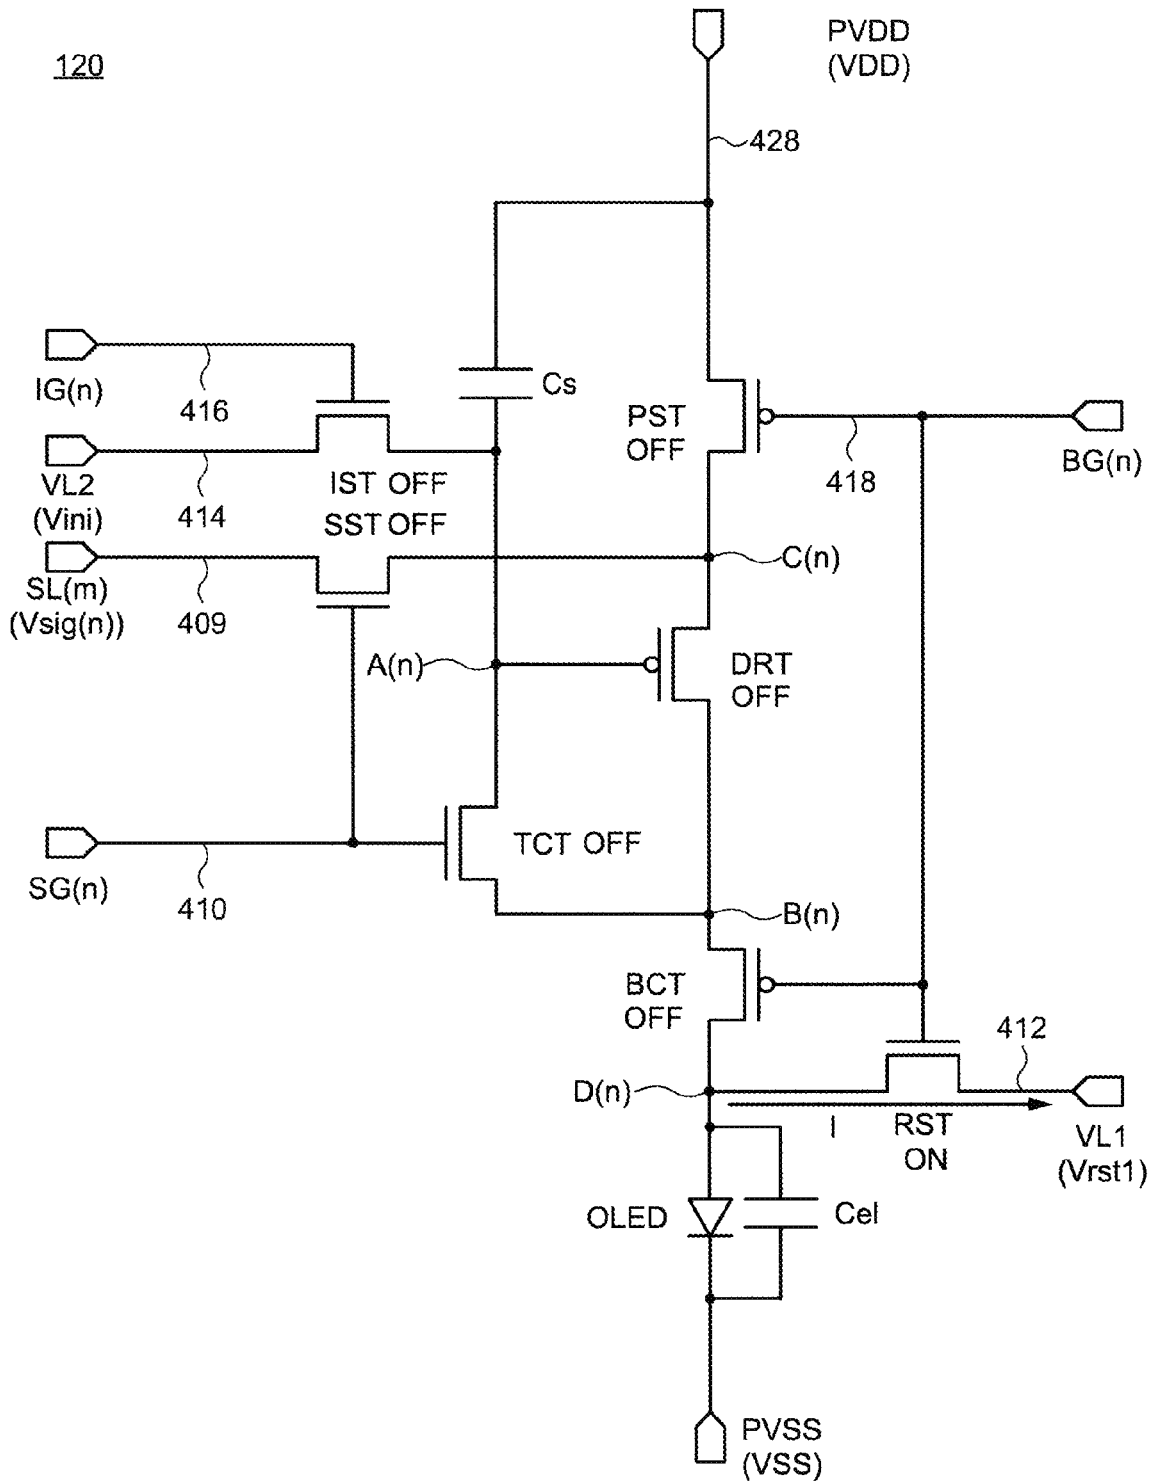 PVDD
(VDD)
120
428
IG(n)
416
Cs
PST
OFF
418
BG(n)
VL2
(Vini)
414
IST OFF
SST OFF
SL(m)
(Vsig(n))
409
C(n)
A(n)
DRT
OFF
SG(n)
410
TCT OFF
B(n)
BCT
OFF
412
D(n)
I
RST
ON
VL1
(Vrst1)
OLED
Cel
PVSS
(VSS)